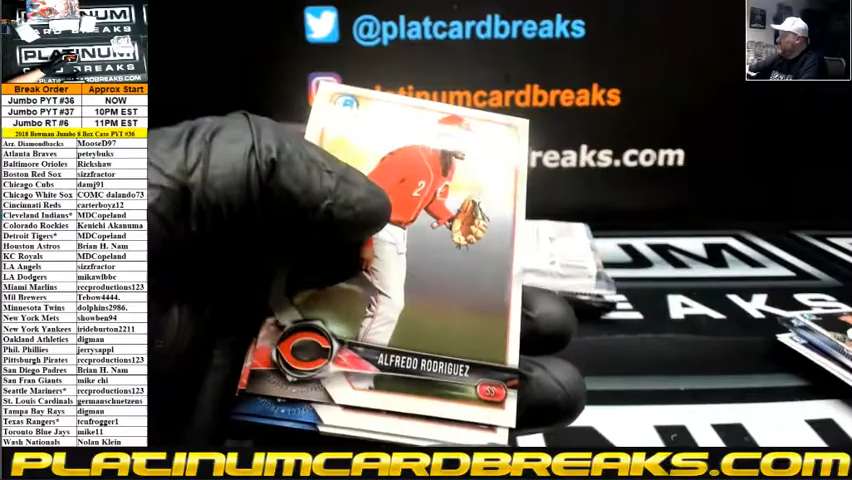 PLATINUM
CARD BREAKS
Break Order Approx Start
Jumbo PYT #36 NOW
Jumbo PYT #37 10PM EST
Jumbo RT #6 11PM EST
2018 Bowman Jumbo 8 Box Case PYT #36
Arz. Diamondbacks MooseD97
Atlanta Braves peteybuks
Baltimore Orioles Rickshaw
Boston Red Sox sizzfractor
Chicago Cubs damj91
Chicago White Sox COMC dalando73
Cincinnati Reds carterboyz12
Cleveland Indians* MDCopeland
Colorado Rockies Kenichi Akanuma
Detroit Tigers* MDCopeland
Houston Astros Brian H. Nam
KC Royals MDCopeland
LA Angels sizzfractor
LA Dodgers mikawlbbc
Miami Marlins rccproductions123
Mil Brewers Tebow4444.
Minnesota Twins dolphins2986.
New York Mets showben94
New York Yankees irideburton2211
Oakland Athletics digman
Phil. Phillies jerrysappl
Pittsburgh Pirates rccproductions123
San Diego Padres Brian H. Nam
San Fran Giants mike chi
Seattle Mariners* rccproductions123
St. Louis Cardinals germanschuetzens
Tampa Bay Rays digman
Texas Rangers* tcufrogger1
Toronto Blue Jays mike11
Wash Nationals Nolan Klein
@platcardbreaks
tinumcardbreaks
breaks.com
2
C
ALFREDO RODRIGUEZ
SS
UM
BREAKS
PLATINUMCARDBREAKS.COM